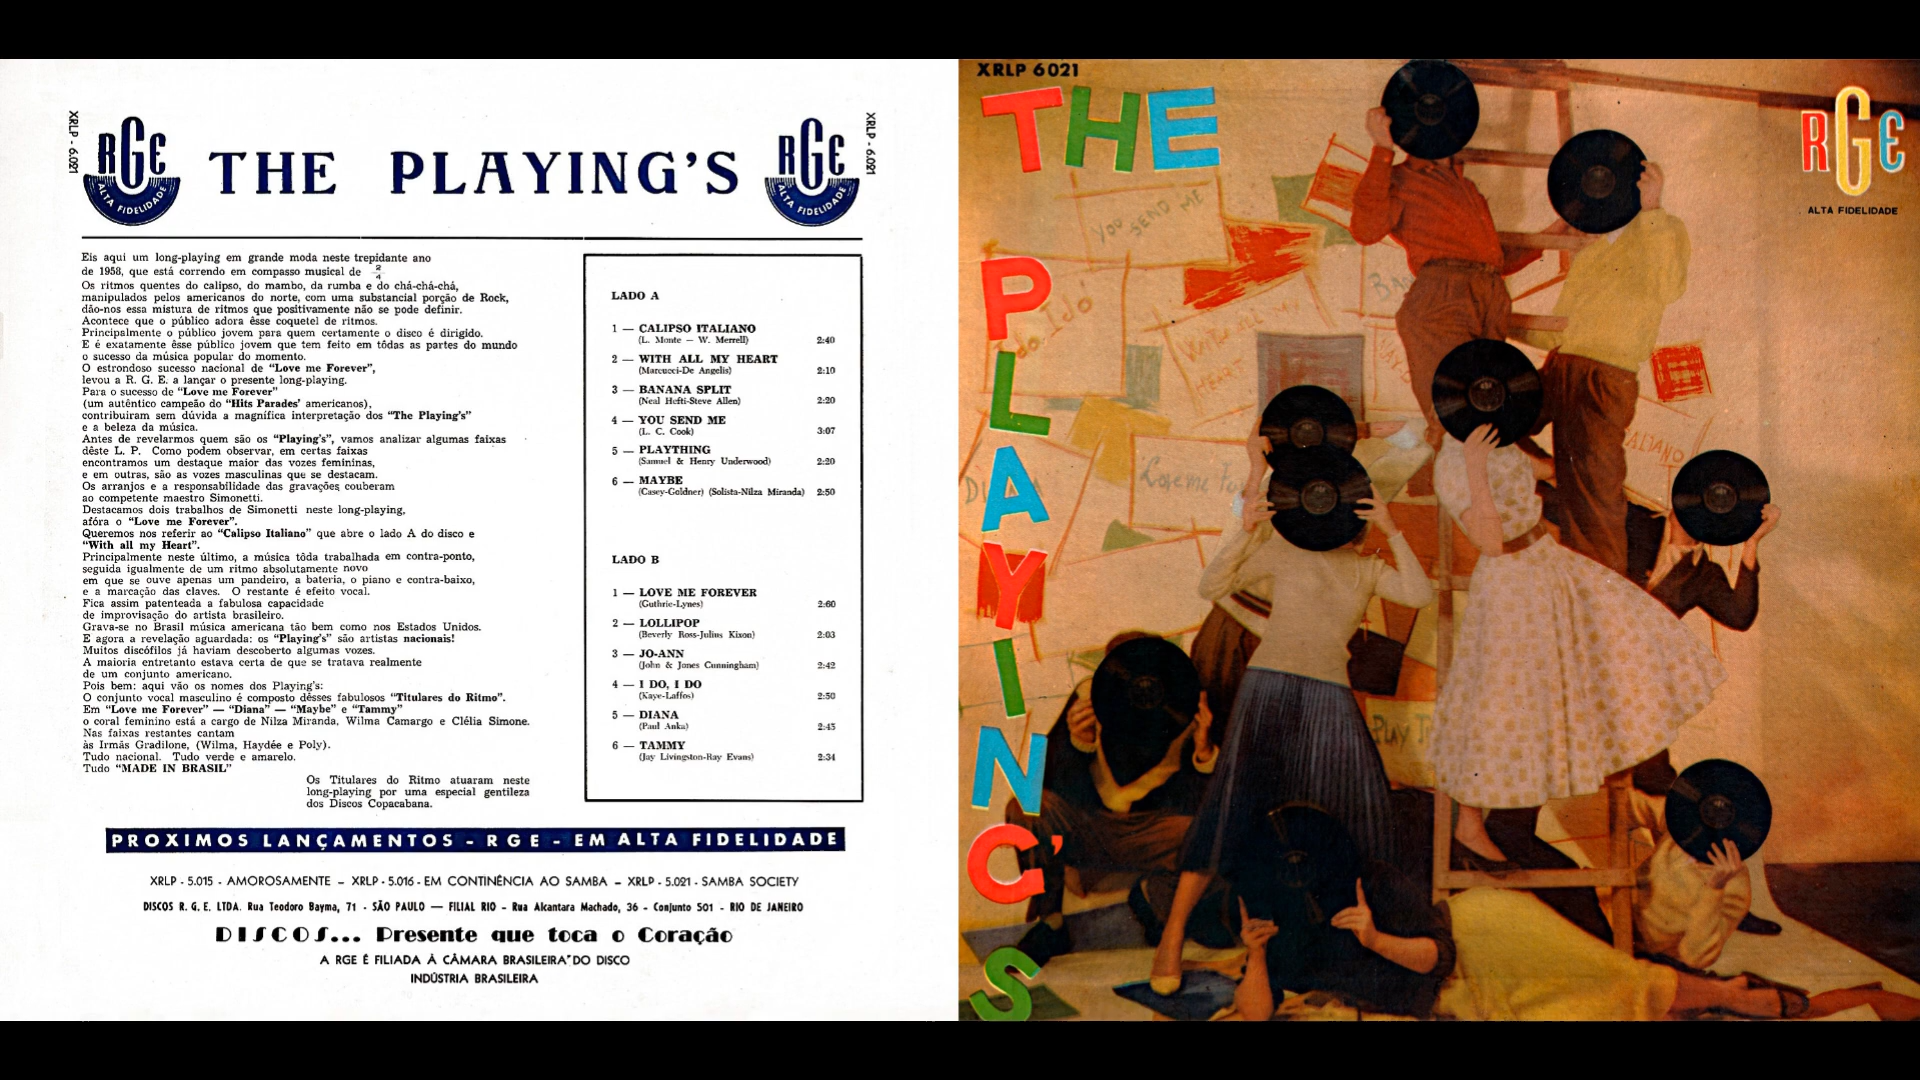 XRLP - 6.021
RGE
ALTA FIDELIDADE
THE PLAYING'S
RGE
ALTA FIDELIDADE
XRLP - 6.021
Eis aqui um long-playing em grande moda neste trepidante ano
de 1958, que está correndo em compasso musical de 2/4
Os ritmos quentes do calipso, do mambo, da rumba e do chá-chá-chá,
manipulados pelos americanos do norte, com uma substancial porção de Rock,
dão-nos essa mistura de ritmos que positivamente não se pode definir.
Acontece que o público adora êsse coquetel de ritmos.
Principalmente o público jovem para quem certamente o disco é dirigido.
E é exatamente êsse público jovem que tem feito em tôdas as partes do mundo
o sucesso da música popular do momento.
O estrondoso sucesso nacional de “Love me Forever”,
levou a R. G. E. a lançar o presente long-playing.
Para o sucesso de “Love me Forever”
(um autêntico campeão do “Hits Parades’ americanos),
contribuiram sem dúvida a magnífica interpretação dos “The Playing’s”
e a beleza da música.
Antes de revelarmos quem são os “Playing’s”, vamos analizar algumas faixas
dêste L. P. Como podem observar, em certas faixas
encontramos um destaque maior das vozes femininas,
e em outras, são as vozes masculinas que se destacam.
Os arranjos e a responsabilidade das gravações couberam
ao competente maestro Simonetti.
Destacamos dois trabalhos de Simonetti neste long-playing,
afóra o “Love me Forever”.
Queremos nos referir ao “Calipso Italiano” que abre o lado A do disco e
“With all my Heart”.
Principalmente neste último, a música tôda trabalhada em contra-ponto,
seguida igualmente de um ritmo absolutamente novo
em que se ouve apenas um pandeiro, a bateria, o piano e contra-baixo,
e a marcação das claves. O restante é efeito vocal.
Fica assim patenteada a fabulosa capacidade
de improvisação do artista brasileiro.
Grava-se no Brasil música americana tão bem como nos Estados Unidos.
E agora a revelação aguardada: os “Playing’s” são artistas nacionais!
Muitos discófilos já haviam descoberto algumas vozes.
A maioria entretanto estava certa de que se tratava realmente
de um conjunto americano.
Pois bem: aqui vão os nomes dos Playing’s:
O conjunto vocal masculino é composto dêsses fabulosos “Titulares do Ritmo”.
Em “Love me Forever” — “Diana” — “Maybe” e “Tammy”
o coral feminino está a cargo de Nilza Miranda, Wilma Camargo e Clélia Simone.
Nas faixas restantes cantam
às Irmãs Gradilone, (Wilma, Haydée e Poly).
Tudo nacional. Tudo verde e amarelo.
Tudo “MADE IN BRASIL”
Os Titulares do Ritmo atuaram neste
long-playing por uma especial gentileza
dos Discos Copacabana.
LADO A
1 — CALIPSO ITALIANO
(L. Monte — W. Merrell) 2:40
2 — WITH ALL MY HEART
(Marcucci-De Angelis) 2:10
3 — BANANA SPLIT
(Neal Hefti-Steve Allen) 2:20
4 — YOU SEND ME
(L. C. Cook) 3:07
5 — PLAYTHING
(Samuel & Henry Underwood) 2:20
6 — MAYBE
(Casey-Goldner) (Solista-Nilza Miranda) 2:50
LADO B
1 — LOVE ME FOREVER
(Guthrie-Lynes) 2:60
2 — LOLLIPOP
(Beverly Ross-Julius Kixon) 2:03
3 — JO-ANN
(John & Jones Cunningham) 2:42
4 — I DO, I DO
(Kaye-Laffos) 2:50
5 — DIANA
(Paul Anka) 2:45
6 — TAMMY
(Jay Livingston-Ray Evans) 2:34
PROXIMOS LANÇAMENTOS - RGE - EM ALTA FIDELIDADE
XRLP - 5.015 - AMOROSAMENTE – XRLP - 5.016 - EM CONTINÊNCIA AO SAMBA – XRLP - 5.021 - SAMBA SOCIETY
DISCOS R. G. E. LTDA. Rua Teodoro Bayma, 71 - SÃO PAULO — FILIAL RIO - Rua Alcantara Machado, 36 - Conjunto 501 - RIO DE JANEIRO
DISCOS... Presente que toca o Coração
A RGE É FILIADA À CÂMARA BRASILEIRA DO DISCO
INDÚSTRIA BRASILEIRA
XRLP 6021
THE
PLAYING'S
RGE
ALTA FIDELIDADE
YOU SEND ME
I do, I do
WITH ALL MY
HEART
Love me
ALIANO
PLAY